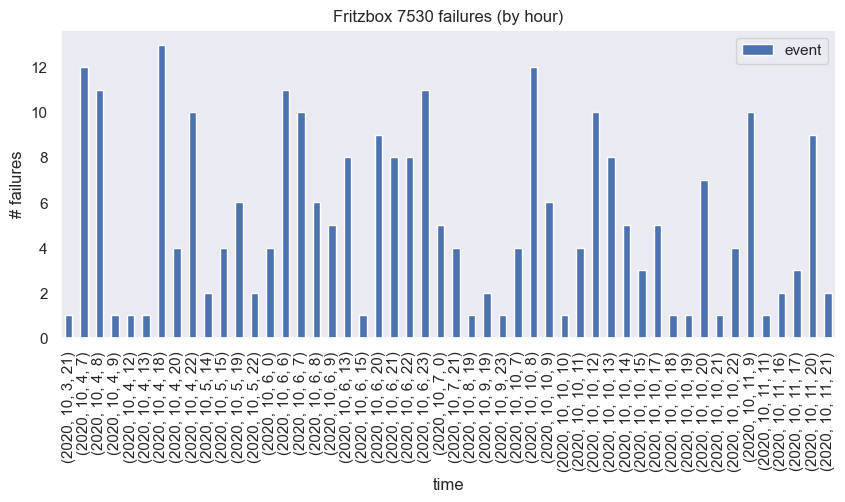 Fritzbox 7530 failures (by hour)
event
# failures
12
10
8
6
4
2
0
(2020, 10, 3, 21)
(2020, 10, 4, 7)
(2020, 10, 4, 8)
(2020, 10, 4, 9)
(2020, 10, 4, 12)
(2020, 10, 4, 13)
(2020, 10, 4, 18)
(2020, 10, 4, 20)
(2020, 10, 4, 22)
(2020, 10, 5, 14)
(2020, 10, 5, 15)
(2020, 10, 5, 19)
(2020, 10, 5, 22)
(2020, 10, 6, 0)
(2020, 10, 6, 6)
(2020, 10, 6, 7)
(2020, 10, 6, 8)
(2020, 10, 6, 9)
(2020, 10, 6, 13)
(2020, 10, 6, 15)
(2020, 10, 6, 20)
(2020, 10, 6, 21)
(2020, 10, 6, 22)
(2020, 10, 6, 23)
(2020, 10, 7, 0)
(2020, 10, 7, 21)
(2020, 10, 8, 19)
(2020, 10, 9, 19)
(2020, 10, 9, 23)
(2020, 10, 10, 7)
(2020, 10, 10, 8)
(2020, 10, 10, 9)
(2020, 10, 10, 10)
(2020, 10, 10, 11)
(2020, 10, 10, 12)
(2020, 10, 10, 13)
(2020, 10, 10, 14)
(2020, 10, 10, 15)
(2020, 10, 10, 17)
(2020, 10, 10, 18)
(2020, 10, 10, 19)
(2020, 10, 10, 20)
(2020, 10, 10, 21)
(2020, 10, 10, 22)
(2020, 10, 11, 9)
(2020, 10, 11, 11)
(2020, 10, 11, 16)
(2020, 10, 11, 17)
(2020, 10, 11, 20)
(2020, 10, 11, 21)
time